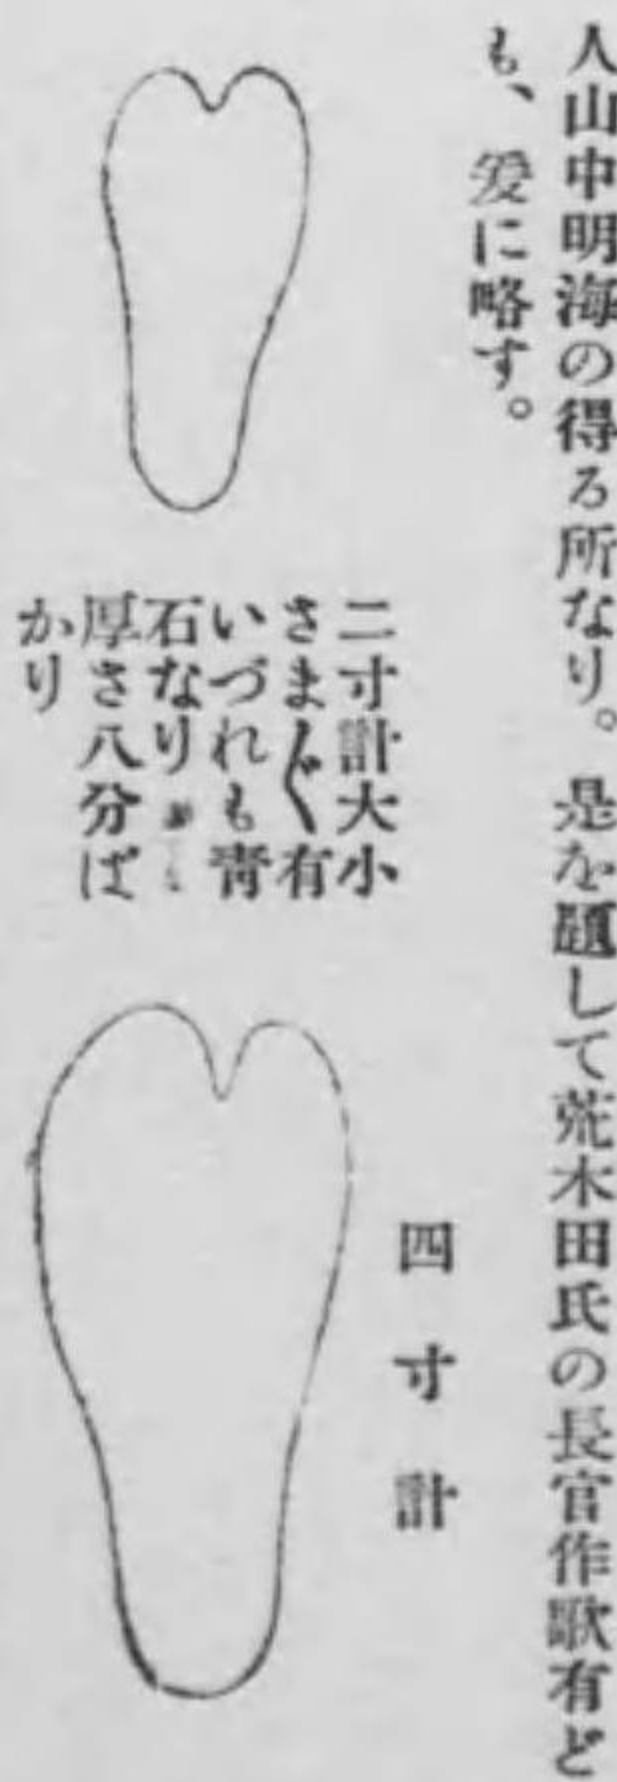 人山中明海の得る所なり。是を題して荒木田氏の長官作歌有ど
も、爰に略す。
二寸計大小
さま〴〵有
いづれも青
石なり
厚さ八分ば
かり
四寸計